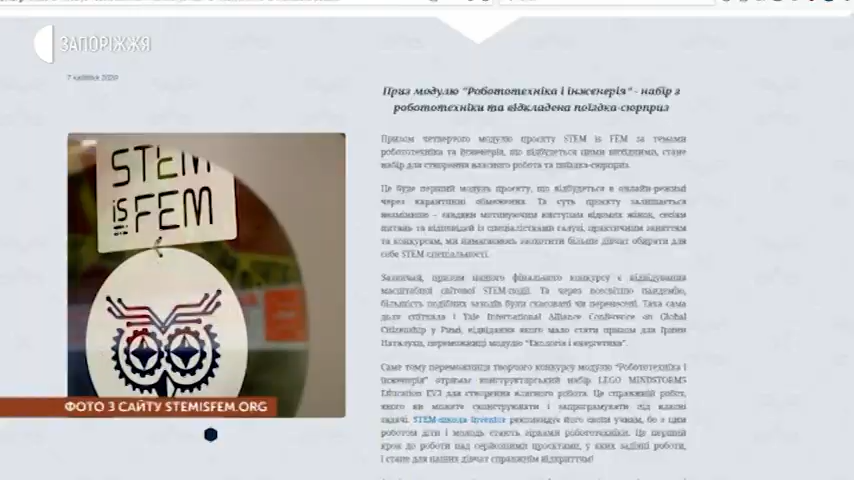 ЗАПОРІЖЖЯ
7 квітня 2020
Приз модулю "Робототехніка і інженерія" - набір з
робототехніки та відкладена поїздка-сюрприз
STEM
is FEM
Призом четвертого модулю проєкту STEM is FEM за темами
робототехніка та інженерія, що відбудеться цими вихідними, стане
набір для створення власного робота та поїздка-сюрприз.
Це буде перший модуль проєкту, що відбудеться в онлайн-режимі
через карантинні обмеження. Та суть проєкту залишається
незмінною – завдяки мотивуючим виступам відомих жінок, сесіям
питань та відповідей із спеціалістками галузі, практичним заняттям
та конкурсам, ми намагаємось заохотити більше дівчат обирати для
себе STEM спеціальності.
Зазвичай, призом нашого фінального конкурсу є відвідування
масштабної світової STEM-події. Та через всесвітню пандемію,
більшість подібних заходів були скасовані чи перенесені. Така сама
доля спіткала і Yale International Alliance Conference on Global
Citizenship у Римі, відвідання якого мало стати призом для Ірини
Наталухи, переможниці модулю "Екологія і енергетика".
Саме тому переможниця творчого конкурсу модулю "Робототехніка і
інженерія" отримає конструкторський набір LEGO MINDSTORMS
Education EV3 для створення власного робота. Це справжній робот,
якого ви можете сконструювати і запрограмувати під власні
задачі. STEM-школа Inventor рекомендує його своїм учням, бо з цим
роботом діти і молодь стають зірками робототехніки. Це перший
крок до роботи над серйозними проєктами, у яких задіяні роботи,
і стане для наших дівчат справжнім відкриттям!
ФОТО З САЙТУ STEMISFEM.ORG